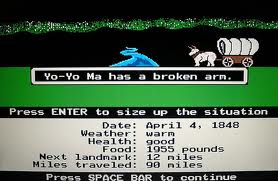 Yo-Yo Ma has a broken arm.
Press ENTER to size up the situation
Date: April 4, 1848
Weather: warm
Health: good
Food: 1955 pounds
Next landmark: 12 miles
Miles traveled: 90 miles
Press SPACE BAR to continue